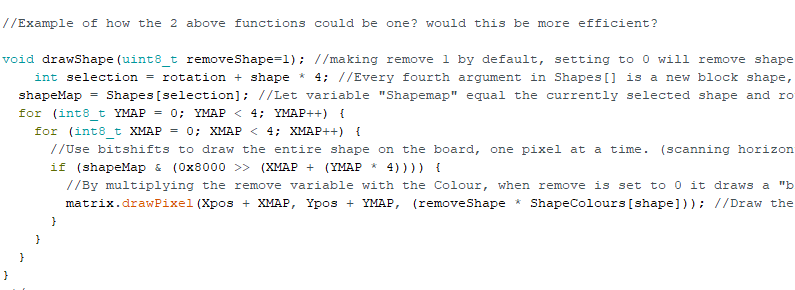 //Example of how the 2 above functions could be one? would this be more efficient?
void drawShape(uint8_t removeShape=1); //making remove 1 by default, setting to 0 will remove shape
int selection = rotation + shape * 4; //Every fourth argument in Shapes[] is a new block shape,
shapeMap = Shapes[selection]; //Let variable "Shapemap" equal the currently selected shape and ro
for (int8_t YMAP = 0; YMAP < 4; YMAP++) {
for (int8_t XMAP = 0; XMAP < 4; XMAP++) {
//Use bitshifts to draw the entire shape on the board, one pixel at a time. (scanning horizon
if (shapeMap & (0x8000 >> (XMAP + (YMAP * 4)))) {
//By multiplying the remove variable with the Colour, when remove is set to 0 it draws a "b
matrix.drawPixel(Xpos + XMAP, Ypos + YMAP, (removeShape * ShapeColours[shape])); //Draw the
}
}
}
}